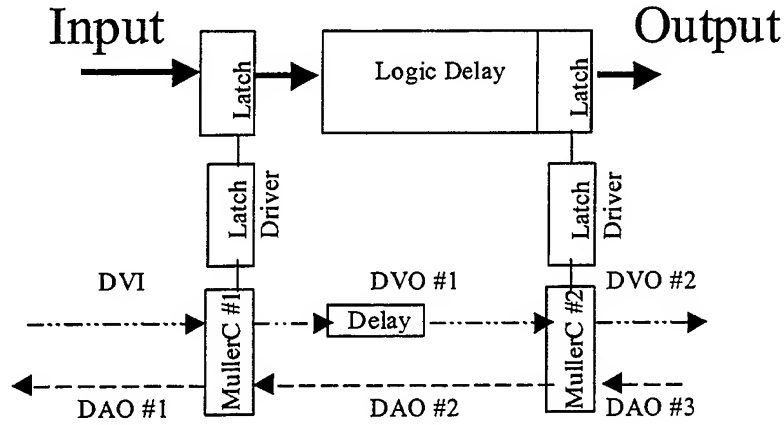 Input
Output
Latch
Logic Delay
Latch
Latch
Driver
Latch
Driver
DVI
DVO #1
DVO #2
MullerC #1
Delay
MullerC #2
DAO #1
DAO #2
DAO #3